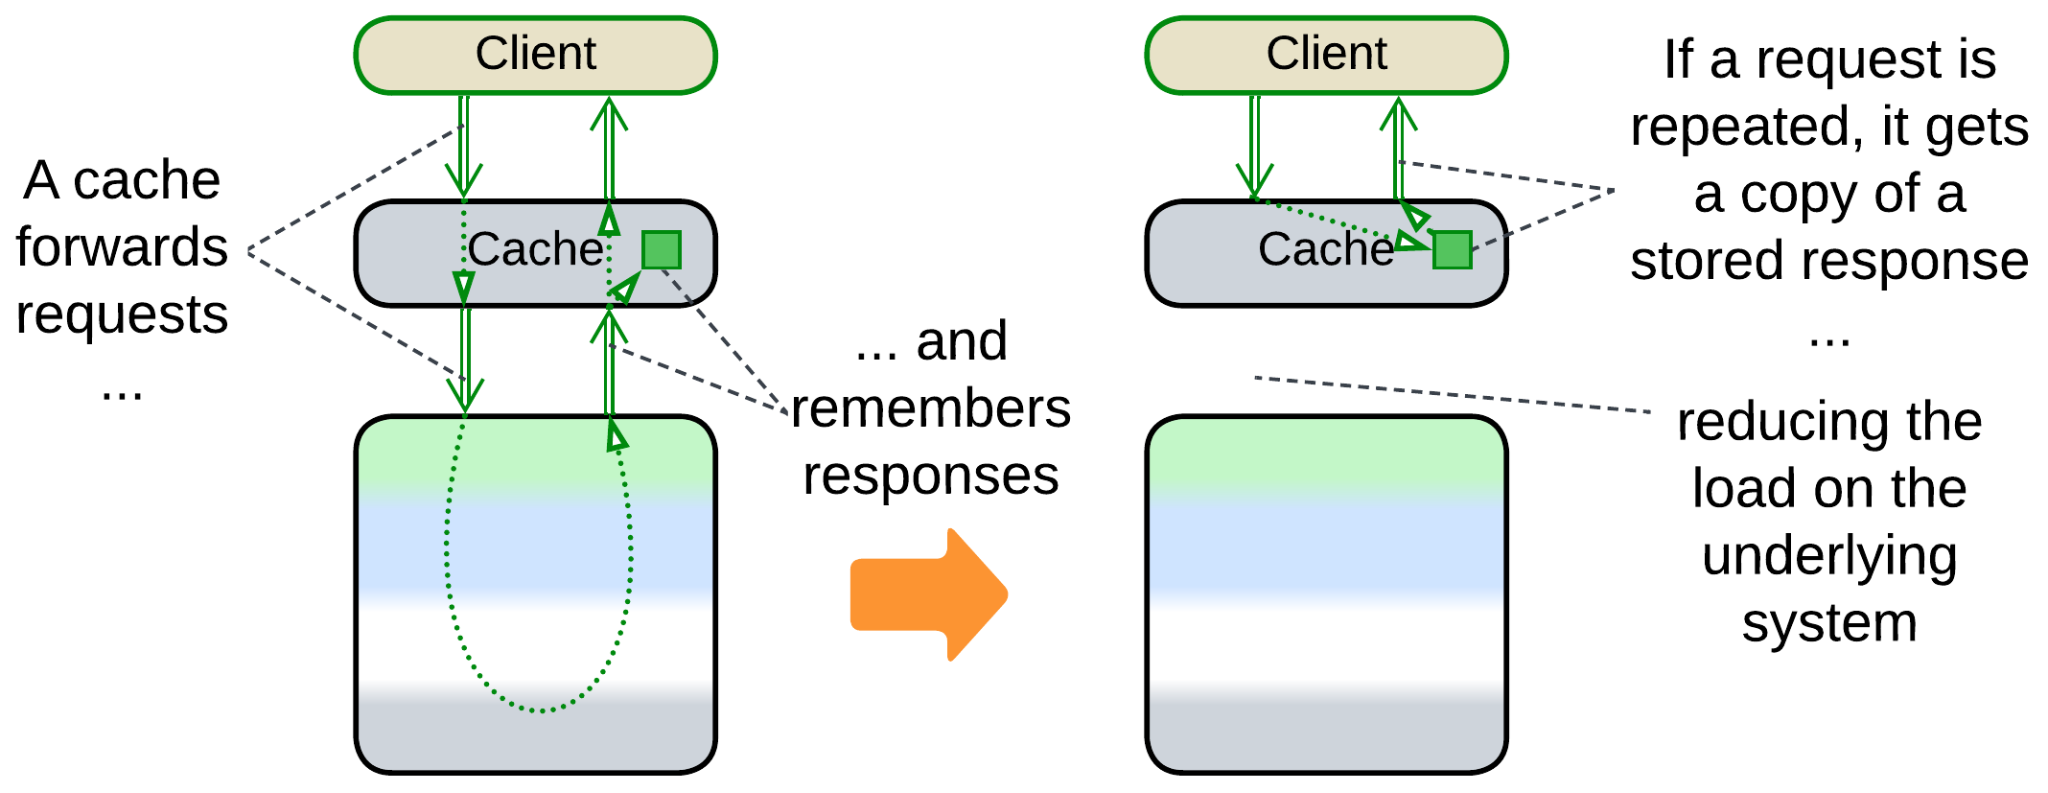 Client
Cache
A cache
forwards
requests
...
... and
remembers
responses
Client
Cache
If a request is
repeated, it gets
a copy of a
stored response
...
reducing the
load on the
underlying
system